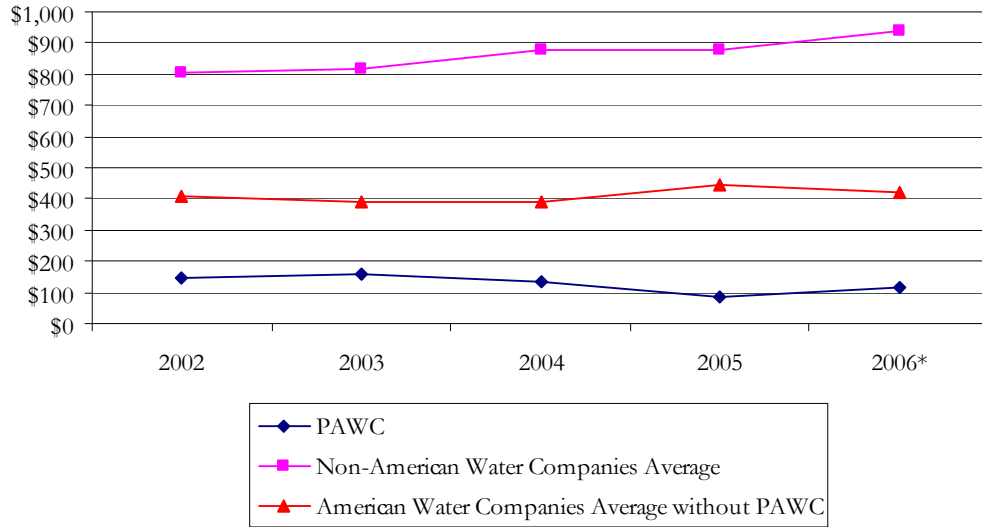 $1,000
$900
$800
$700
$600
$500
$400
$300
$200
$100
$0
2002 2003 2004 2005 2006*
PAWC
Non-American Water Companies Average
American Water Companies Average without PAWC